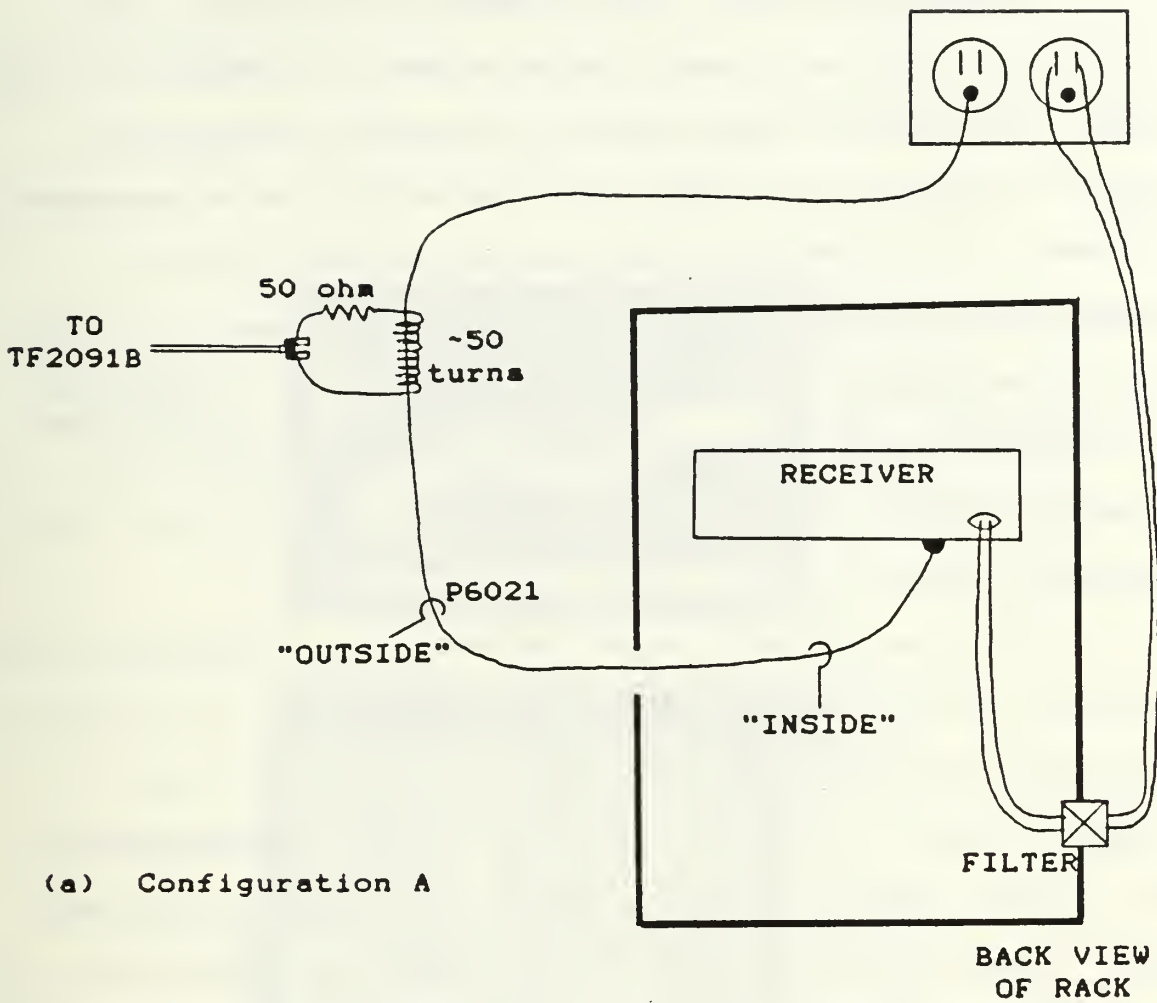 50 ohm
TO
TF2091B
~50
turns
RECEIVER
P6021
"OUTSIDE"
"INSIDE"
FILTER
(a) Configuration A
BACK VIEW
OF RACK